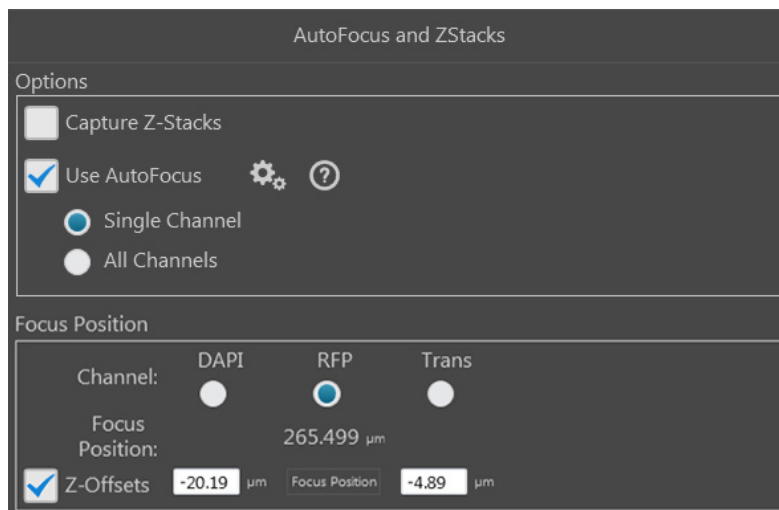 AutoFocus and ZStacks
Options
Capture Z-Stacks
Use AutoFocus ?
Single Channel
All Channels
Focus Position
DAPI RFP Trans
Channel:
Focus
Position:
265.499 µm
Z-Offsets -20.19 µm Focus Position -4.89 µm